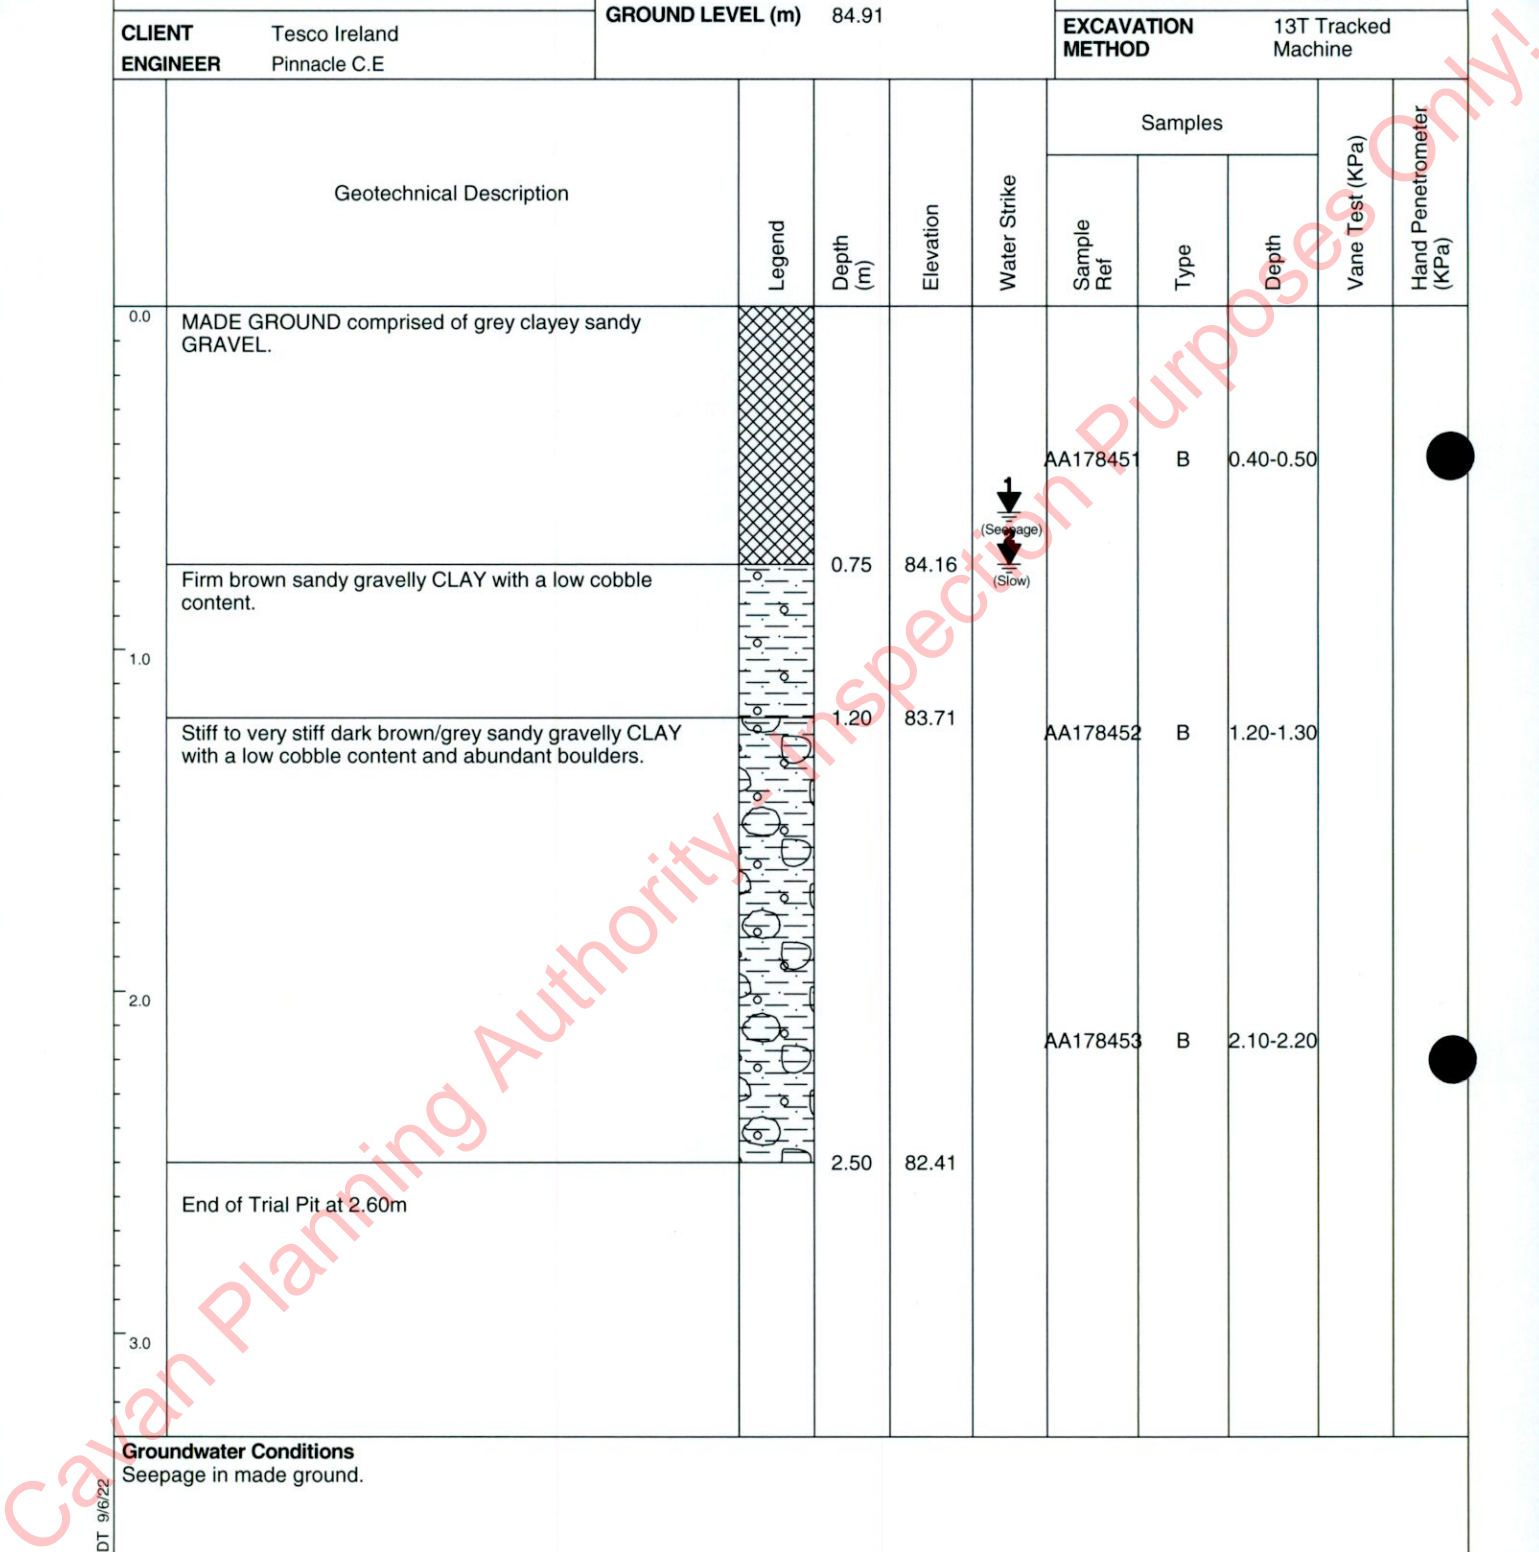 GROUND LEVEL (m) 84.91
CLIENT Tesco Ireland
ENGINEER Pinnacle C.E
EXCAVATION 13T Tracked
METHOD Machine
Geotechnical Description
Legend
Depth
(m)
Elevation
Water Strike
Samples
Sample
Ref
Type
Depth
Vane Test (KPa)
Hand Penetrometer
(KPa)
0.0
MADE GROUND comprised of grey clayey sandy
GRAVEL.
AA178451 B 0.40-0.50
1
(Seepage)
2
0.75 84.16
(Slow)
Firm brown sandy gravelly CLAY with a low cobble
content.
1.0
1.20 83.71
Stiff to very stiff dark brown/grey sandy gravelly CLAY
with a low cobble content and abundant boulders.
AA178452 B 1.20-1.30
2.0
AA178453 B 2.10-2.20
2.50 82.41
End of Trial Pit at 2.60m
3.0
Groundwater Conditions
Seepage in made ground.
DT 9/6/22
Cavan Planning Authority - Inspection Purposes Only!